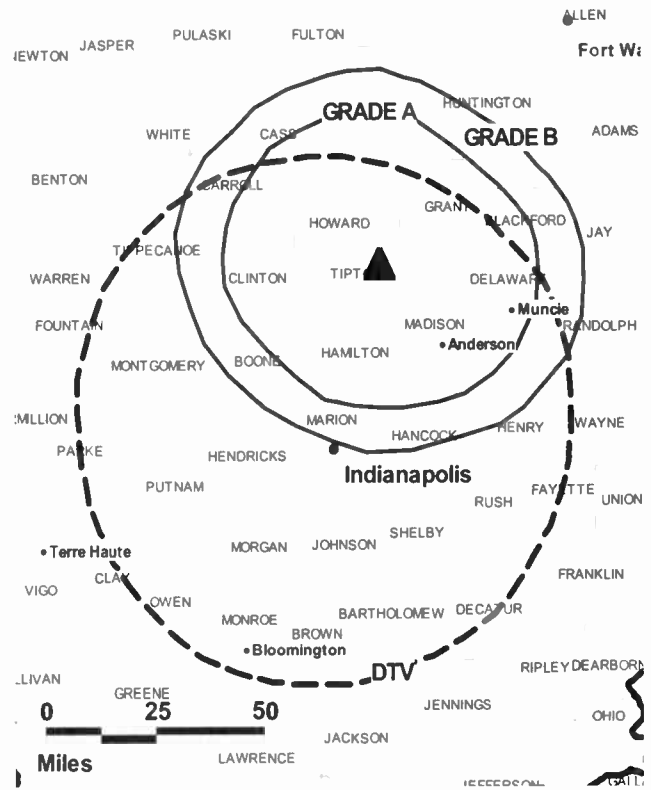 ALLEN
PULASKI
FULTON
JASPER
Fort Wa
NEWTON
HUNTINGTON
GRADE A
CASS
WHITE
GRADE B
ADAMS
BENTON
CARROLL
GRANT
BLACKFORD
HOWARD
JAY
TIPPECANOE
WARREN
CLINTON
TIPT
DELAWARE
Muncie
FOUNTAIN
MADISON
RANDOLPH
Anderson
HAMILTON
BOONE
MONTGOMERY
MILLION
MARION
HENRY
WAYNE
HANCOCK
PARKE
HENDRICKS
Indianapolis
PUTNAM
FAYETTE
RUSH
UNION
SHELBY
MORGAN
JOHNSON
Terre Haute
FRANKLIN
CLAY
VIGO
OWEN
BARTHOLOMEW
DECATUR
MONROE
BROWN
Bloomington
DTV
RIPLEY
DEARBORN
LLIVAN
GREENE
JENNINGS
0 25 50
OHIO
JACKSON
LAWRENCE
Miles
JEFFERSON
GALL